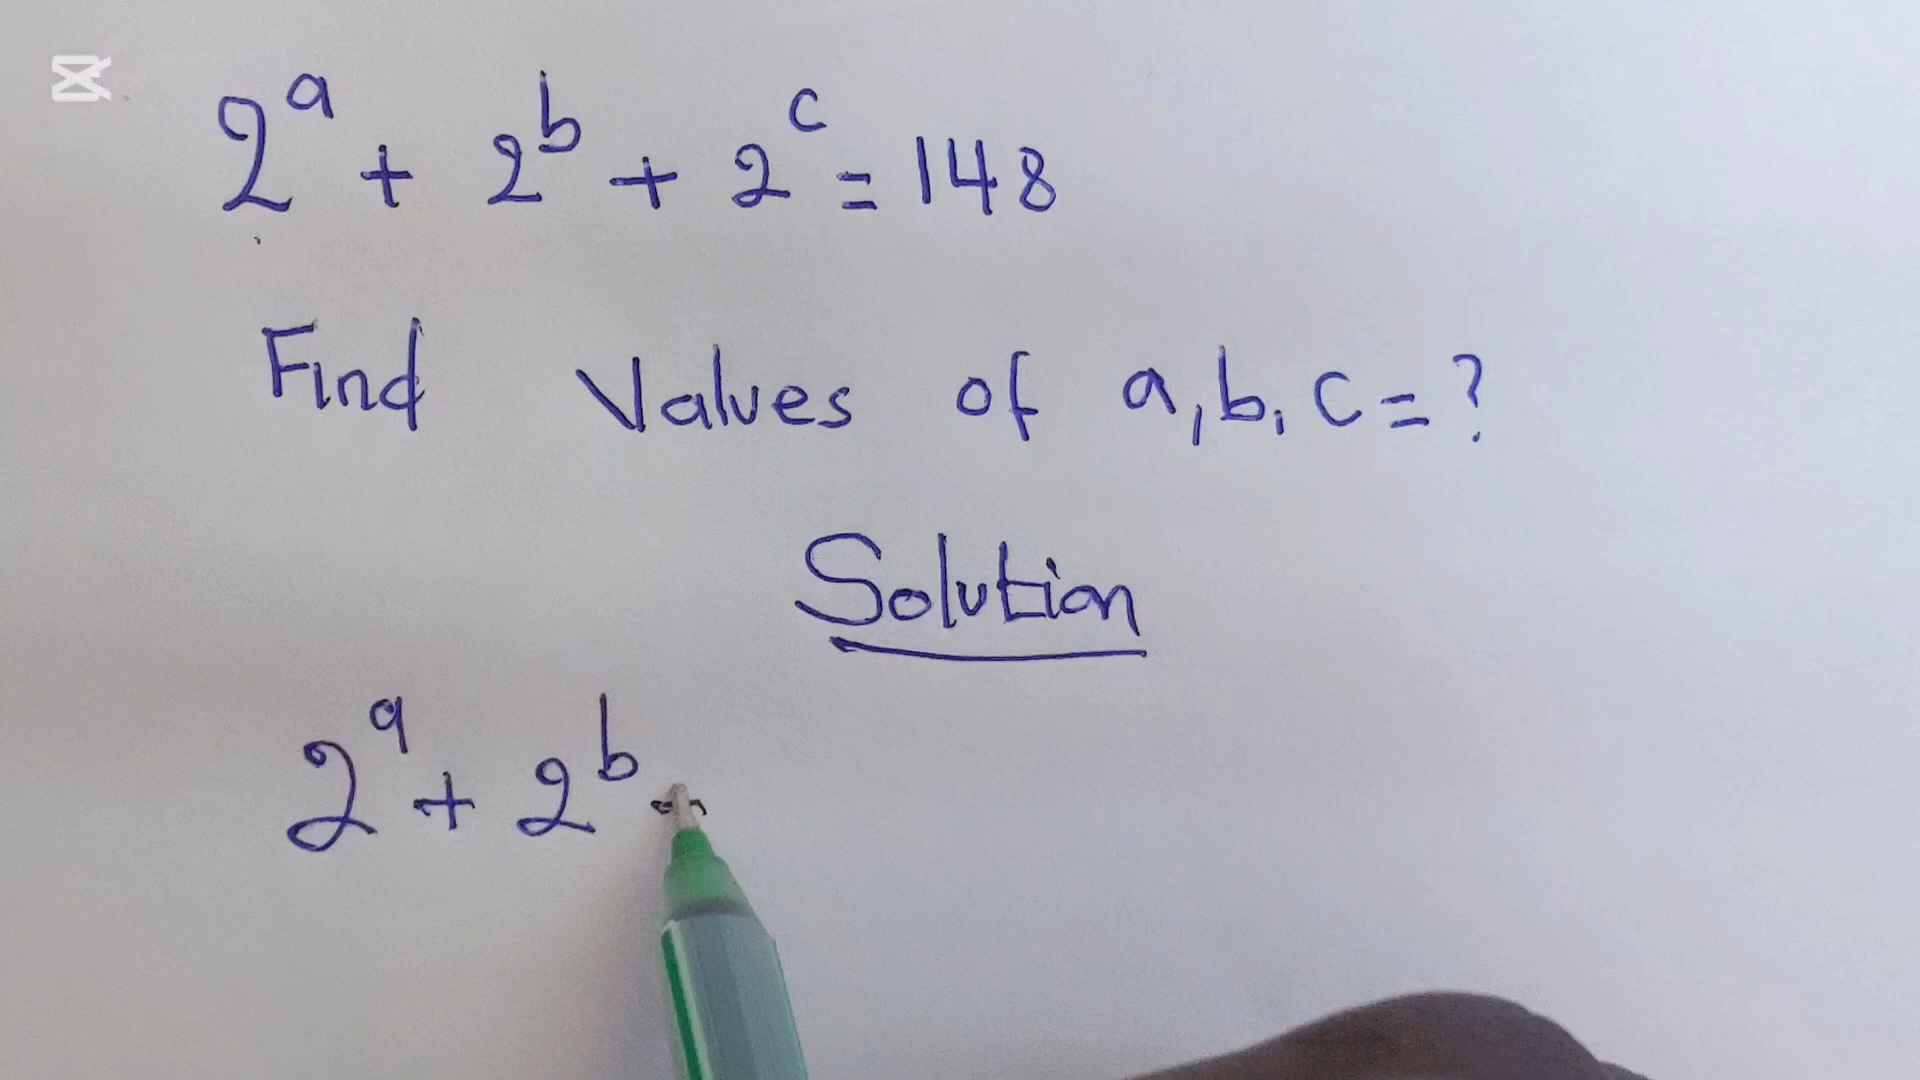 2^a + 2^b + 2^c = 148
Find Values of a, b, c = ?
Solution
2^a + 2^b